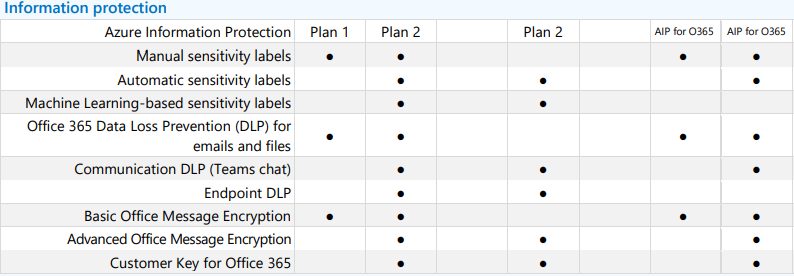 Information protection
Azure Information Protection Plan 1 Plan 2 Plan 2 AIP for O365 AIP for O365
Manual sensitivity labels ● ● ● ●
Automatic sensitivity labels ● ● ●
Machine Learning-based sensitivity labels ● ●
Office 365 Data Loss Prevention (DLP) for
emails and files ● ● ● ●
Communication DLP (Teams chat) ● ● ●
Endpoint DLP ● ●
Basic Office Message Encryption ● ● ● ●
Advanced Office Message Encryption ● ● ●
Customer Key for Office 365 ● ● ●